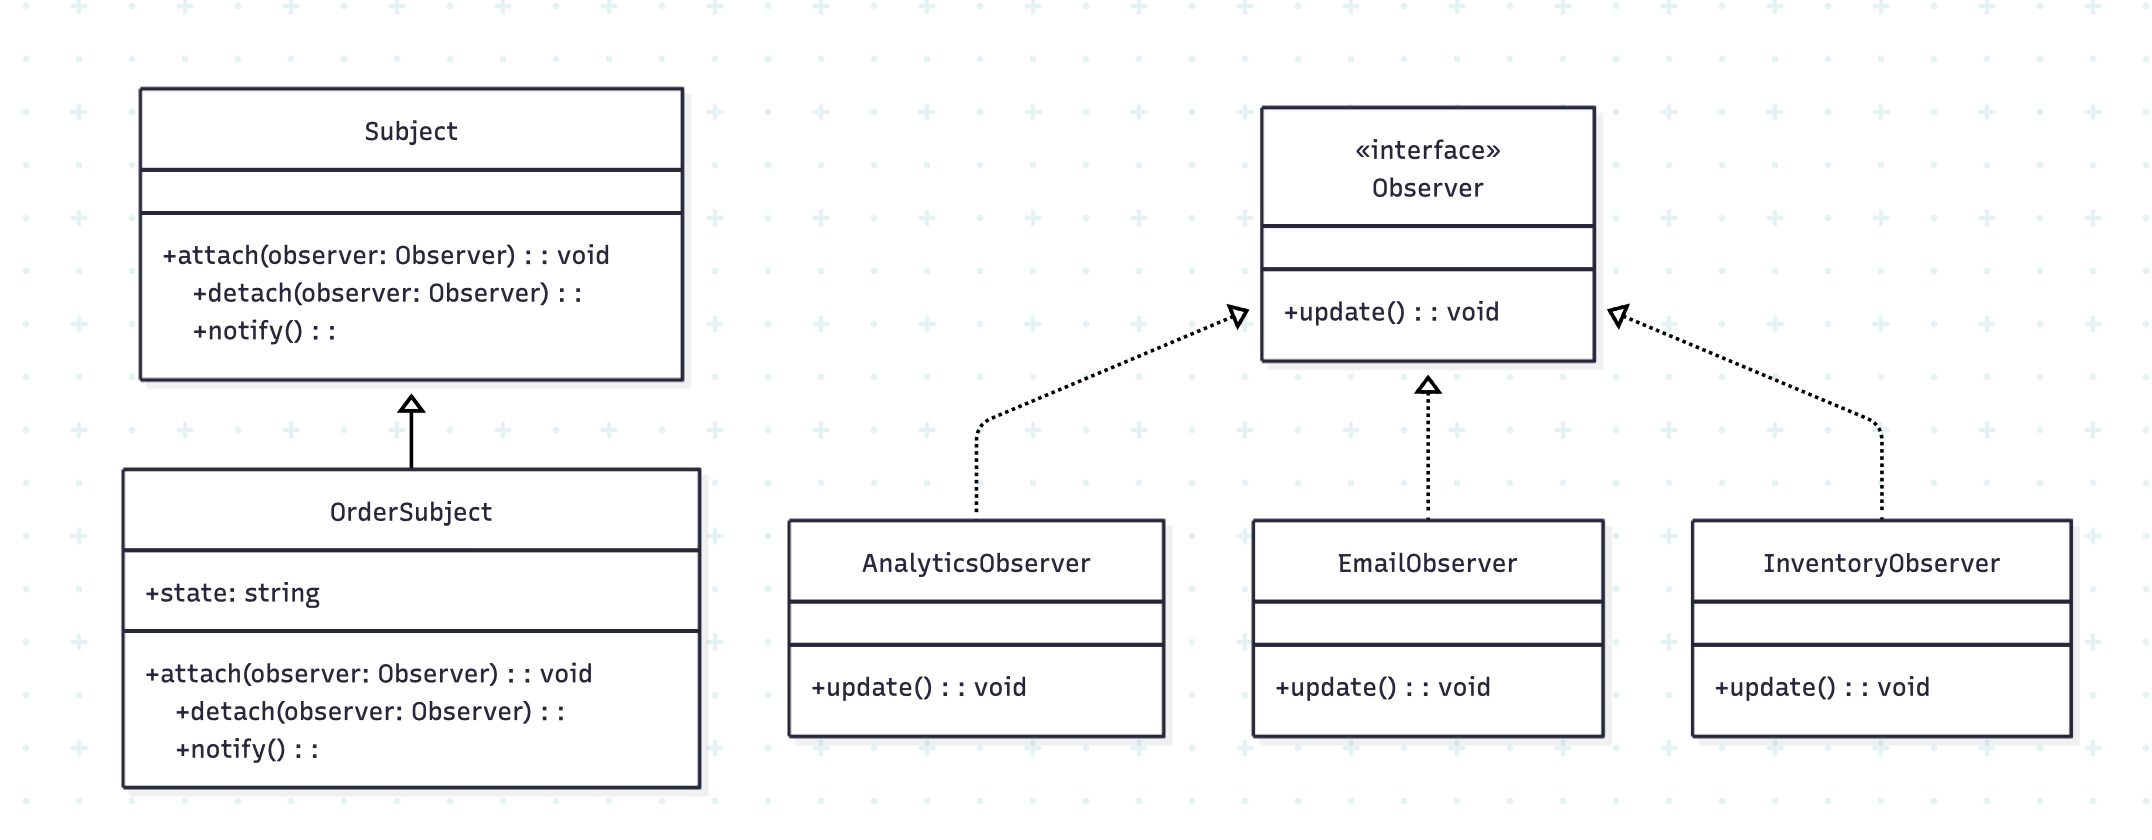 Subject
+attach(observer: Observer) : : void
+detach(observer: Observer) : :
+notify() : :
OrderSubject
+state: string
+attach(observer: Observer) : : void
+detach(observer: Observer) : :
+notify() : :
«interface»
Observer
+update() : : void
AnalyticsObserver
+update() : : void
EmailObserver
+update() : : void
InventoryObserver
+update() : : void